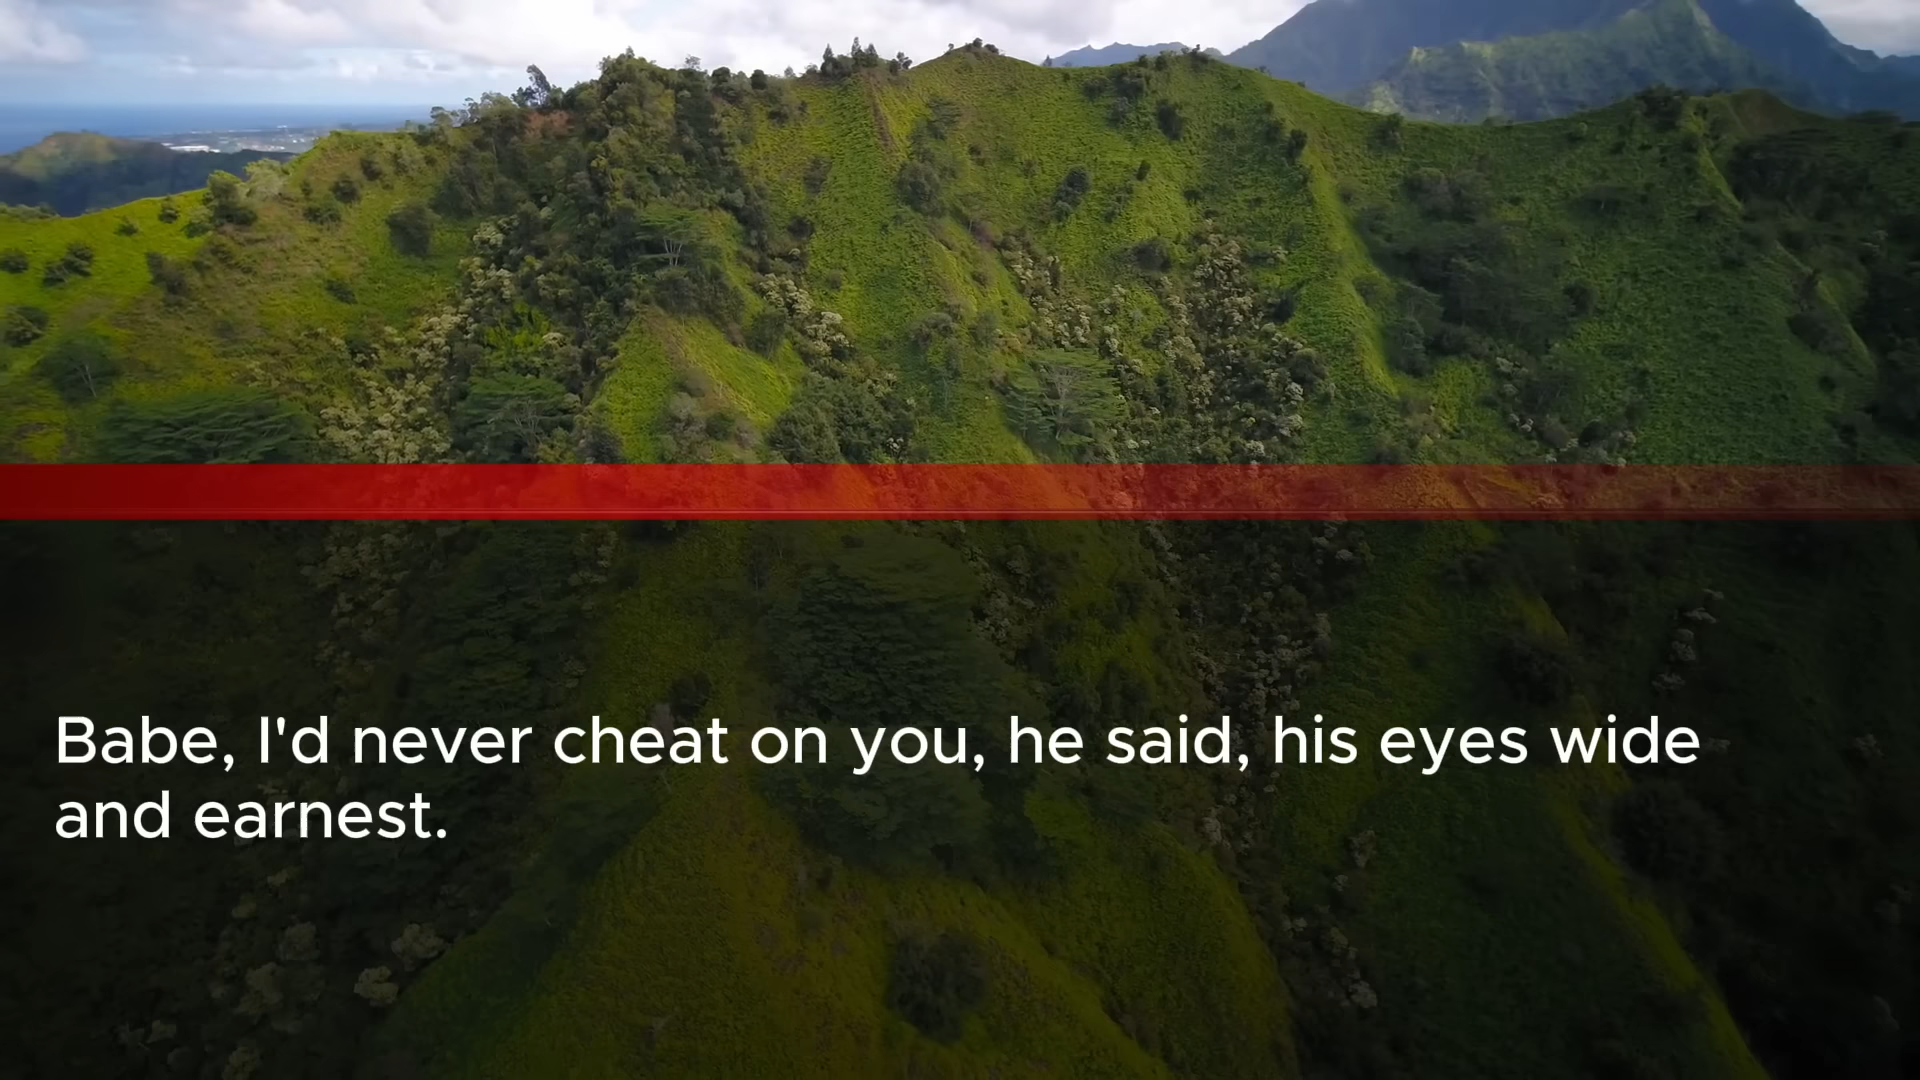 Babe, I'd never cheat on you, he said, his eyes wide
and earnest.